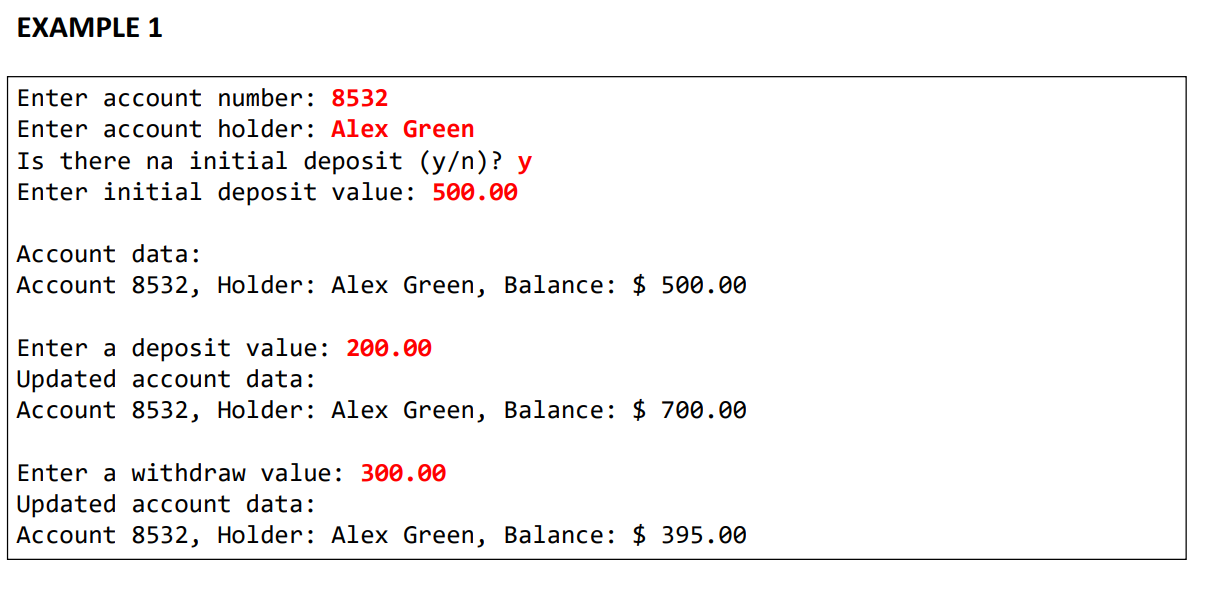 EXAMPLE 1
Enter account number: 8532
Enter account holder: Alex Green
Is there na initial deposit (y/n)? y
Enter initial deposit value: 500.00
Account data:
Account 8532, Holder: Alex Green, Balance: $ 500.00
Enter a deposit value: 200.00
Updated account data:
Account 8532, Holder: Alex Green, Balance: $ 700.00
Enter a withdraw value: 300.00
Updated account data:
Account 8532, Holder: Alex Green, Balance: $ 395.00